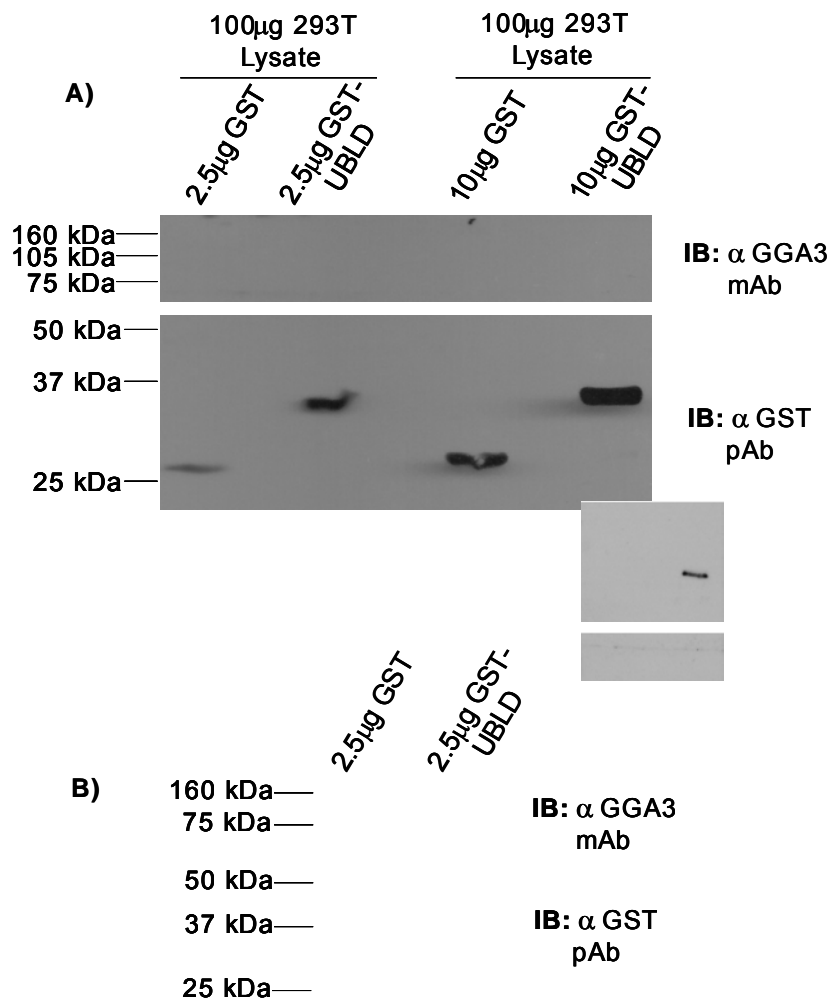 100μg 293T
Lysate
100μg 293T
Lysate
A)
2.5μg GST
2.5μg GST-
UBLD
10μg GST
10μg GST-
UBLD
160 kDa
105 kDa
75 kDa
IB: α GGA3
mAb
50 kDa
37 kDa
25 kDa
IB: α GST
pAb
2.5μg GST
2.5μg GST-
UBLD
B)
160 kDa
75 kDa
IB: α GGA3
mAb
50 kDa
37 kDa
25 kDa
IB: α GST
pAb